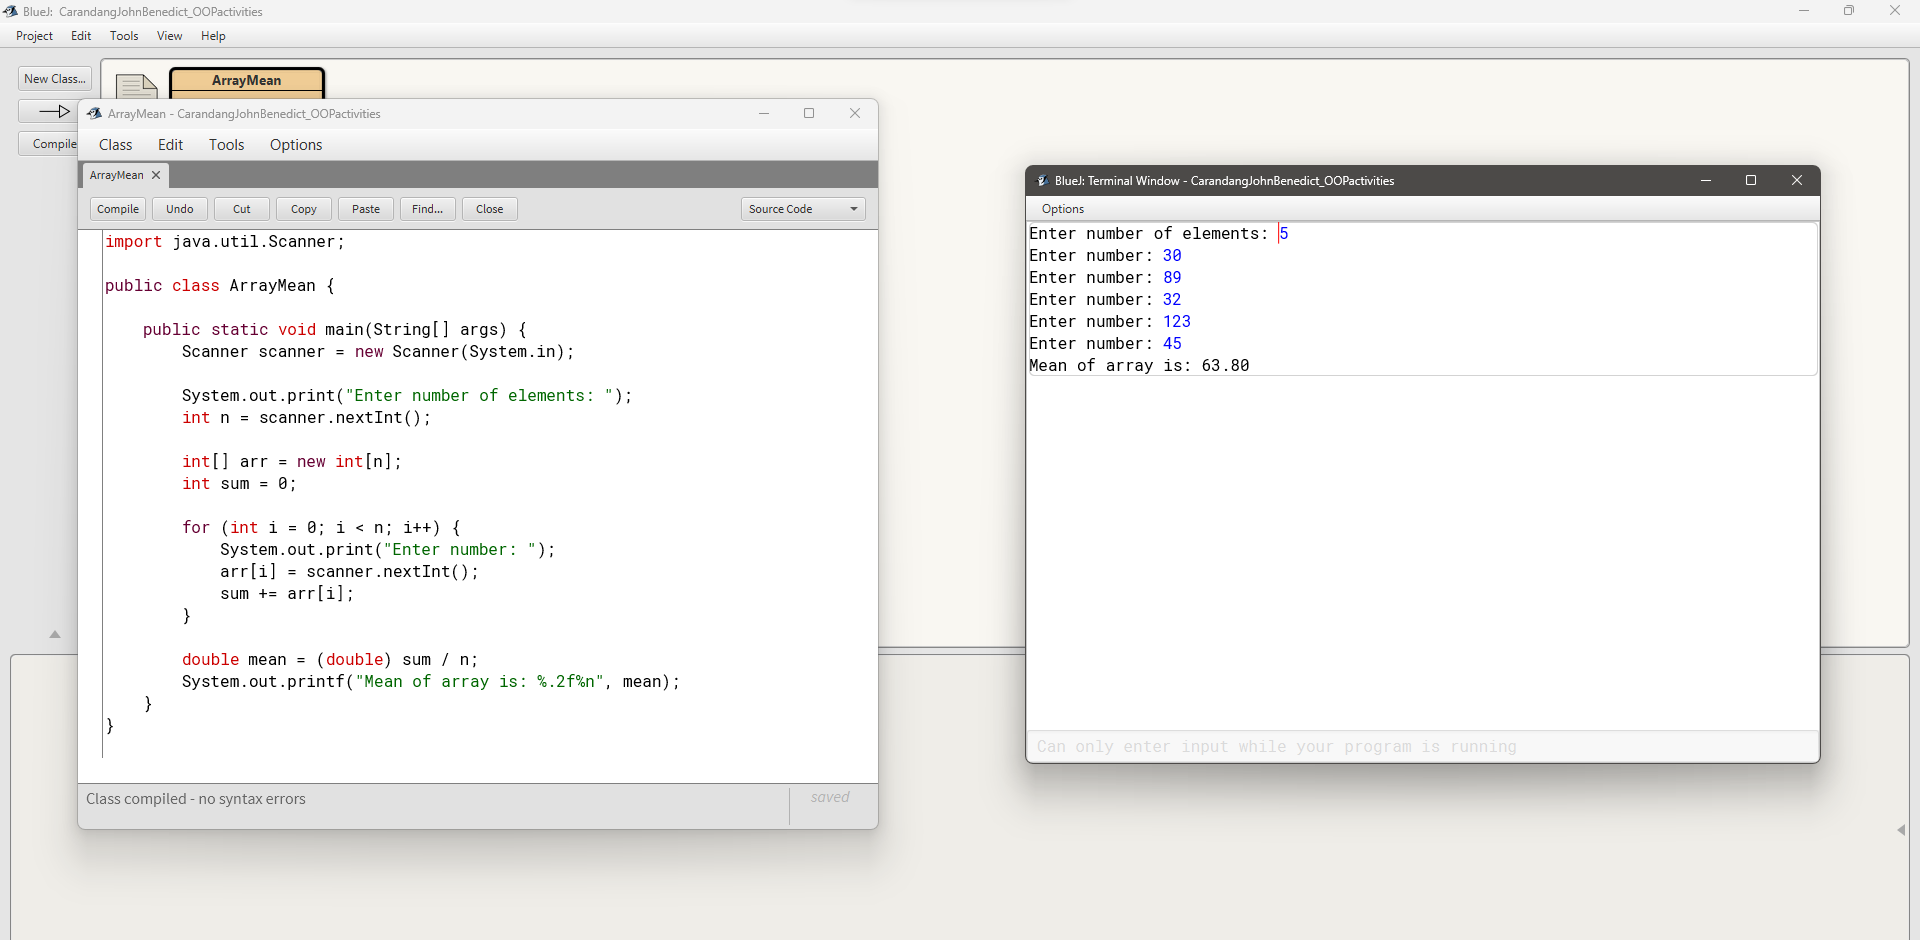 BlueJ: CarandangJohnBenedict_OOPactivities
Project Edit Tools View Help
New Class...
Compile
ArrayMean
ArrayMean - CarandangJohnBenedict_OOPactivities
Class Edit Tools Options
ArrayMean
Compile Undo Cut Copy Paste Find... Close Source Code
import java.util.Scanner;
public class ArrayMean {
    public static void main(String[] args) {
        Scanner scanner = new Scanner(System.in);
        System.out.print("Enter number of elements: ");
        int n = scanner.nextInt();
        int[] arr = new int[n];
        int sum = 0;
        for (int i = 0; i < n; i++) {
            System.out.print("Enter number: ");
            arr[i] = scanner.nextInt();
            sum += arr[i];
        }
        double mean = (double) sum / n;
        System.out.printf("Mean of array is: %.2f%n", mean);
    }
}
Class compiled - no syntax errors
saved
BlueJ: Terminal Window - CarandangJohnBenedict_OOPactivities
Options
Enter number of elements: 5
Enter number: 30
Enter number: 89
Enter number: 32
Enter number: 123
Enter number: 45
Mean of array is: 63.80
Can only enter input while your program is running